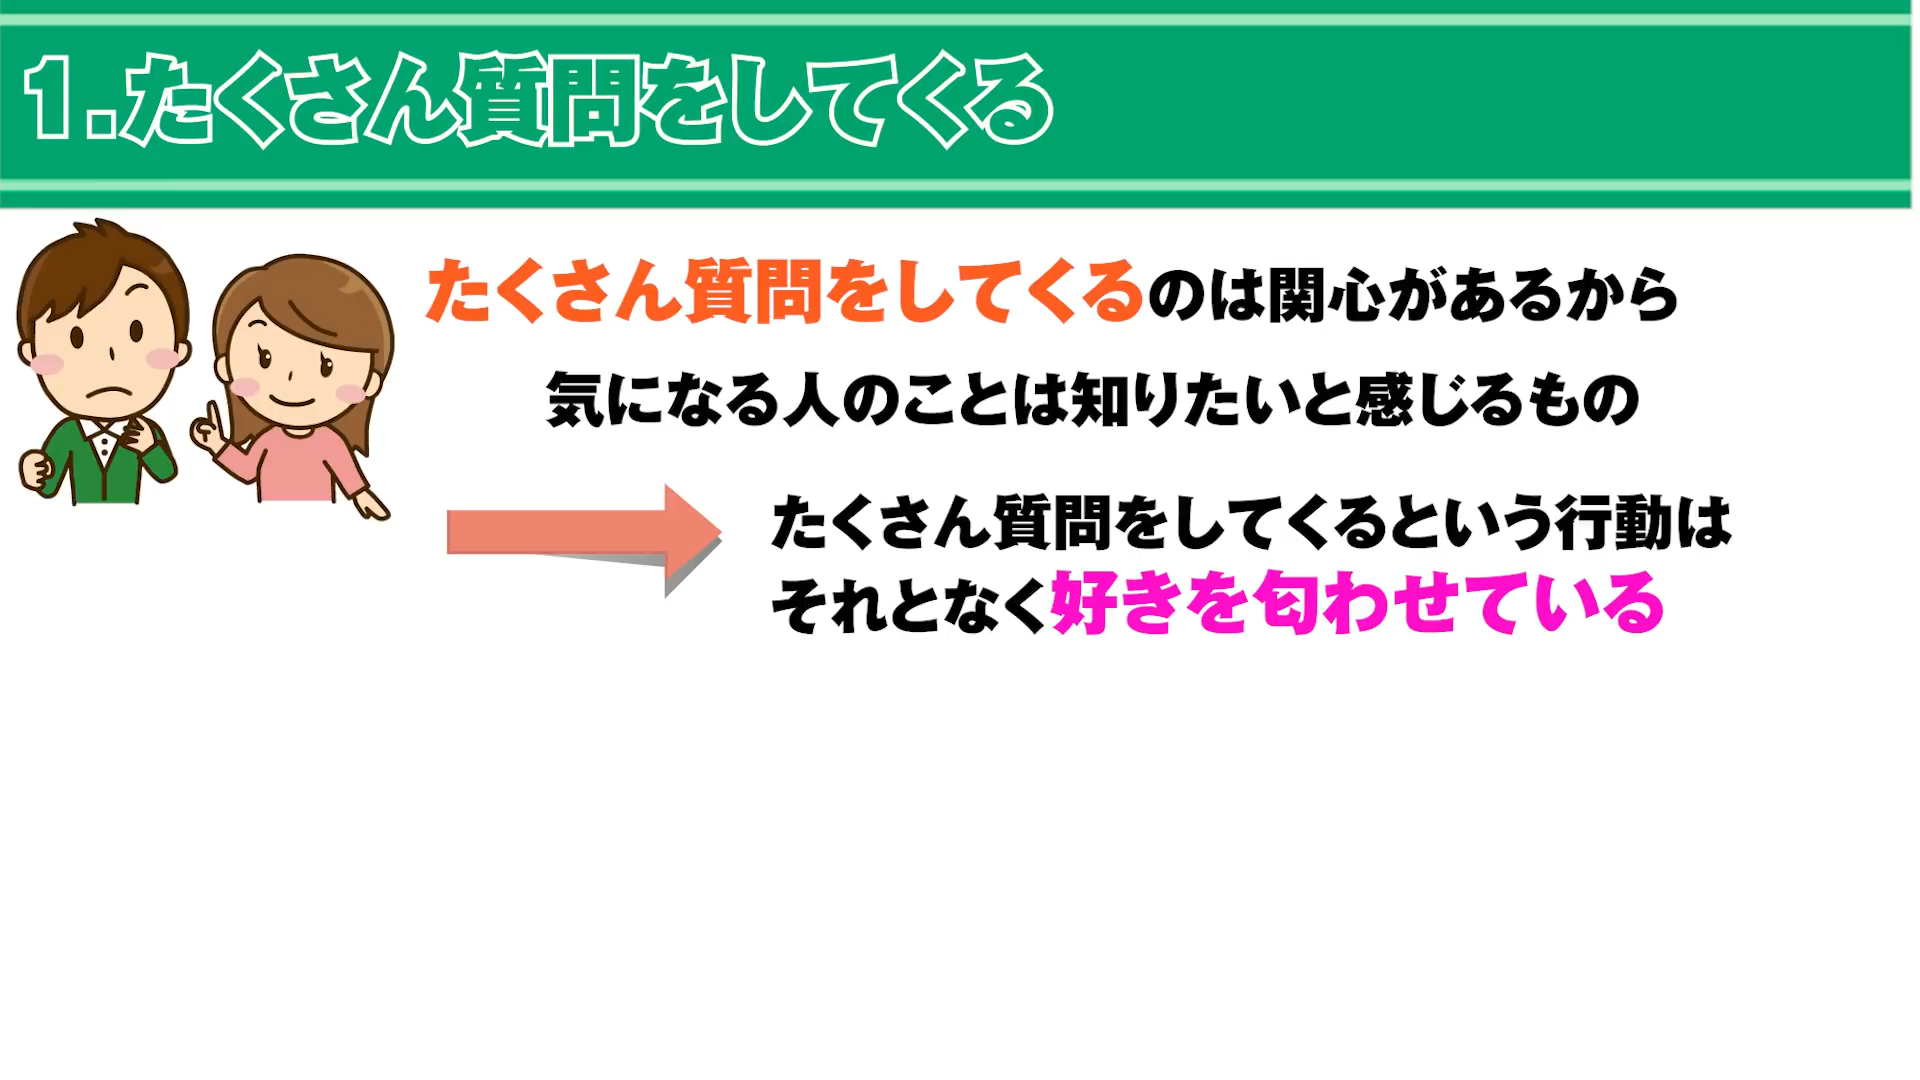 1.たくさん質問をしてくる
たくさん質問をしてくるのは関心があるから
気になる人のことは知りたいと感じるもの
たくさん質問をしてくるという行動は
それとなく好きを匂わせている